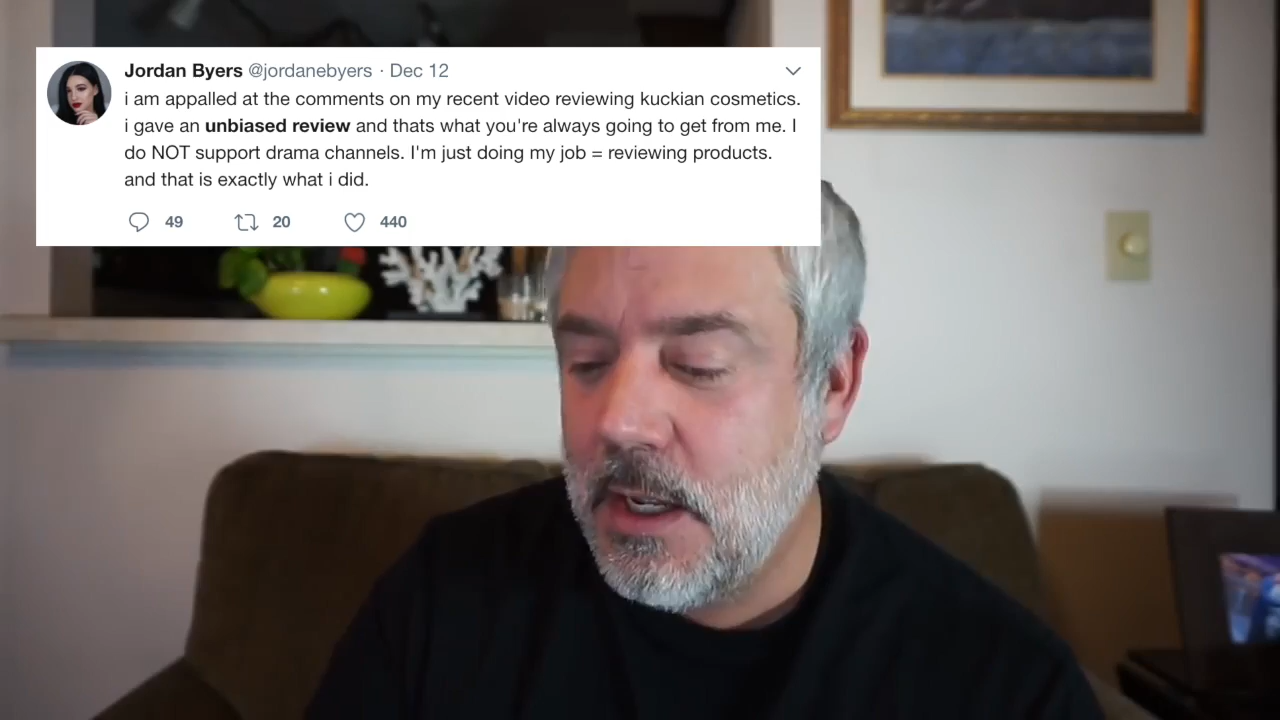 Jordan Byers @jordanebyers · Dec 12
i am appalled at the comments on my recent video reviewing kuckian cosmetics.
i gave an unbiased review and thats what you're always going to get from me. I
do NOT support drama channels. I'm just doing my job = reviewing products.
and that is exactly what i did.
49 20 440